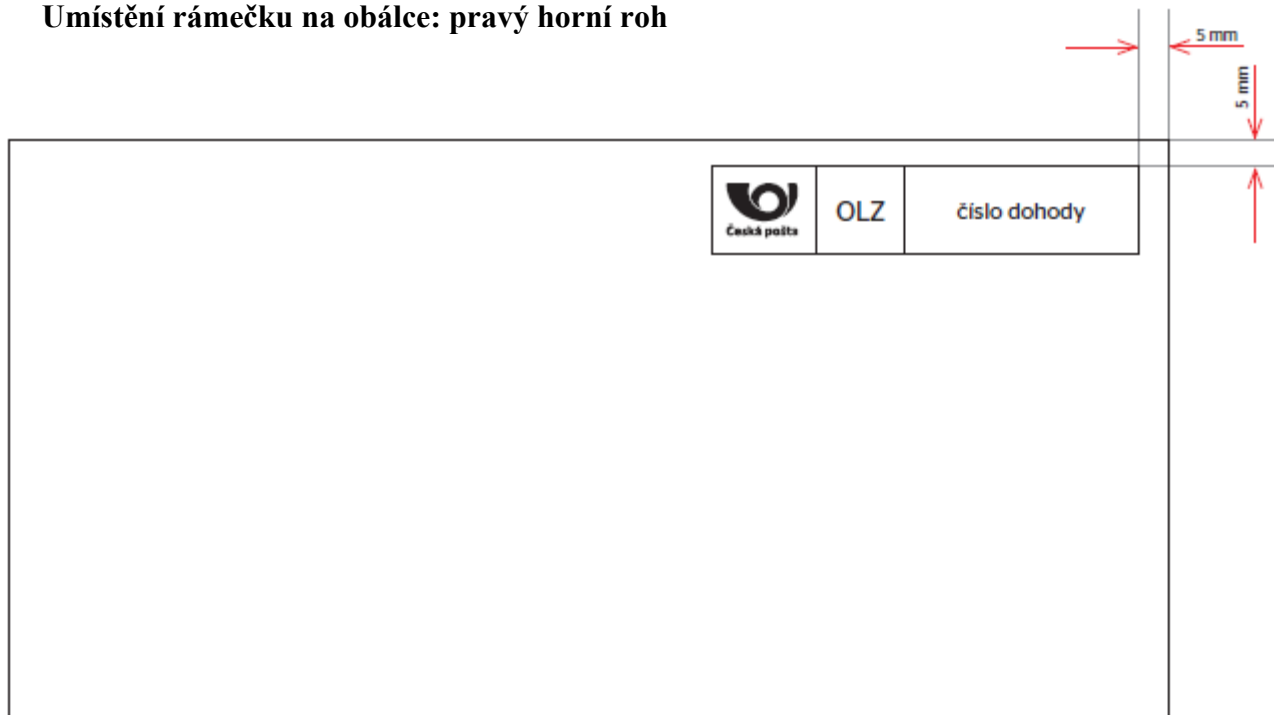 Umístění rámečku na obálce: pravý horní roh
5 mm
5 mm
Česká pošta
OLZ
číslo dohody